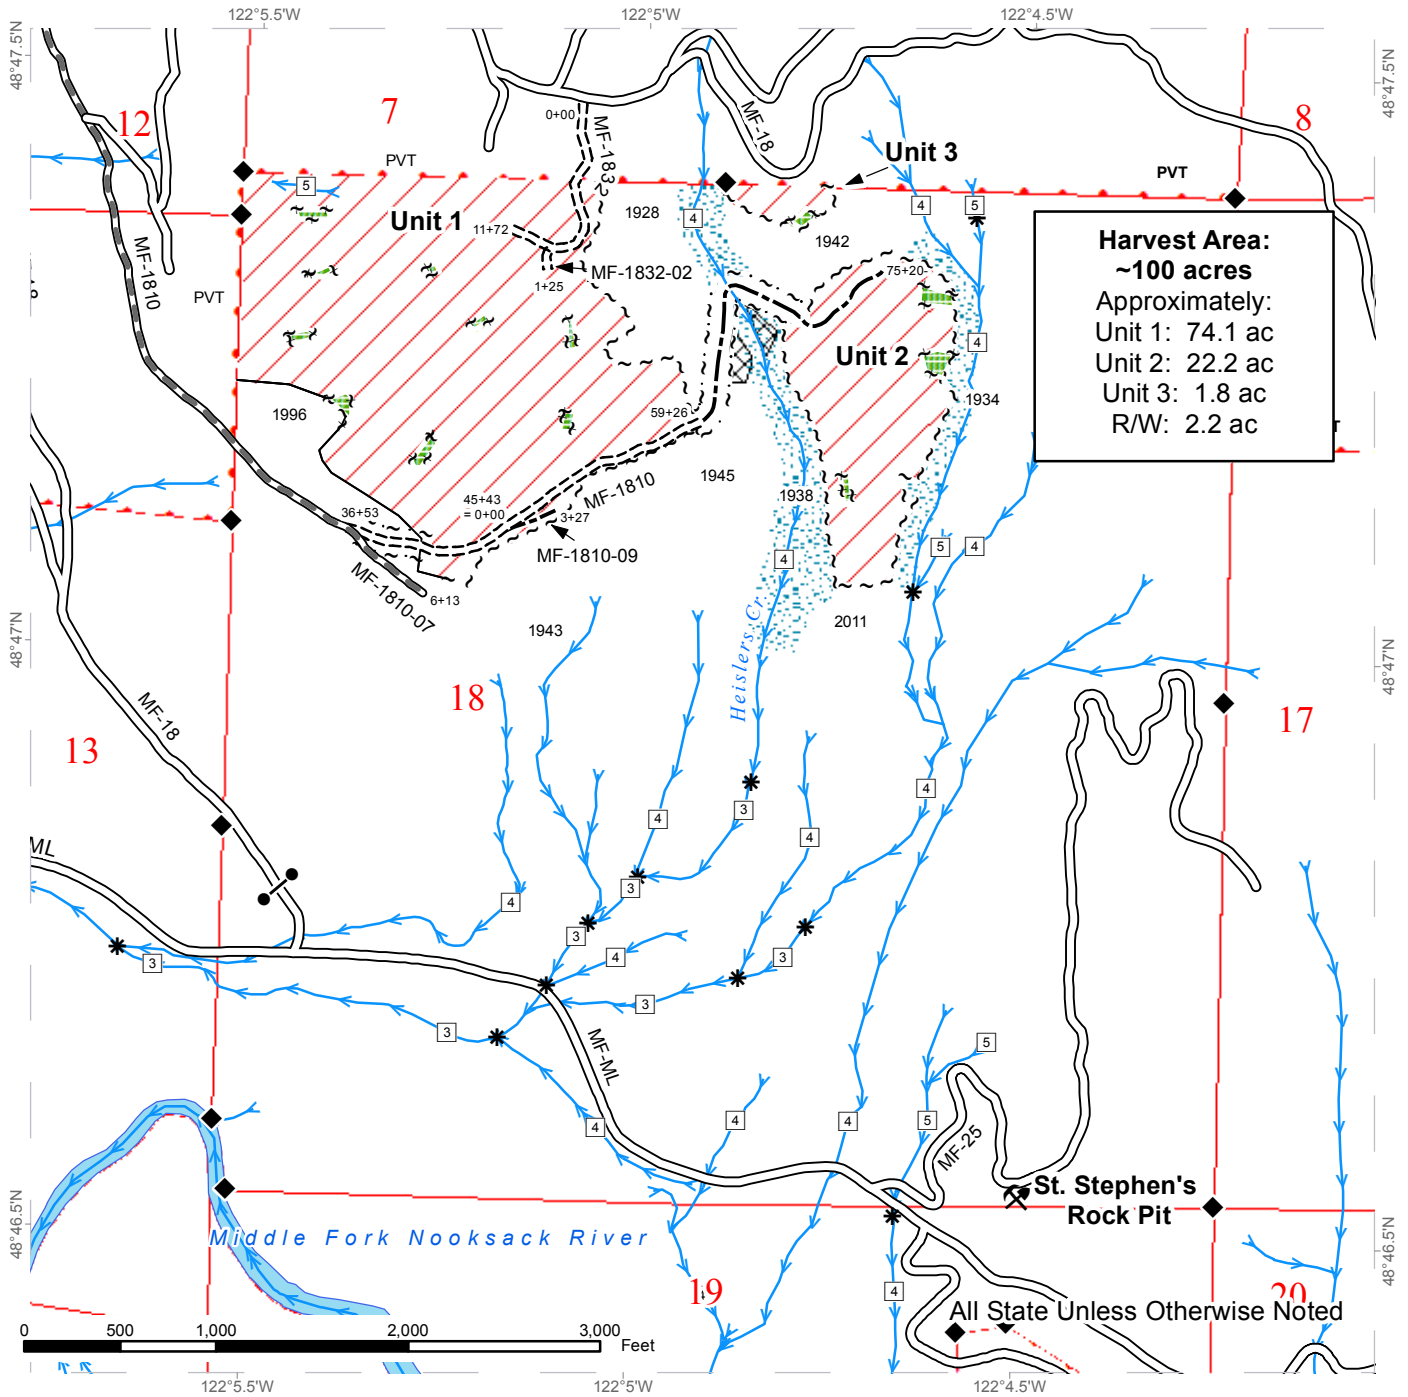 122°5.5'W
122°5'W
122°4.5'W
48°47.5'N
48°47.5'N
12
7
8
0+00
MF-1832
MF-18
PVT
Unit 3
PVT
5
4
4
5
Unit 1
11+72
1928
1942
MF-1810
MF-1832-02
1+25
75+20
PVT
Harvest Area:
~100 acres
Approximately:
Unit 1: 74.1 ac
Unit 2: 22.2 ac
Unit 3: 1.8 ac
R/W: 2.2 ac
4
Unit 2
1996
59+26
1934
T
1945
1938
MF-1810
45+43
= 0+00
36+53
3+27
MF-1810-09
4
5
4
MF-1810-07
6+13
1943
2011
48°47'N
48°47'N
Heislers Cr.
18
17
MF-18
13
4
3
4
4
ML
4
3
3
4
3
3
3
3
MF-ML
5
4
4
4
5
MF-25
St. Stephen's
Rock Pit
48°46.5'N
48°46.5'N
Middle Fork Nooksack River
19
4
20
All State Unless Otherwise Noted
0
500
1,000
2,000
3,000
Feet
122°5.5'W
122°5'W
122°4.5'W